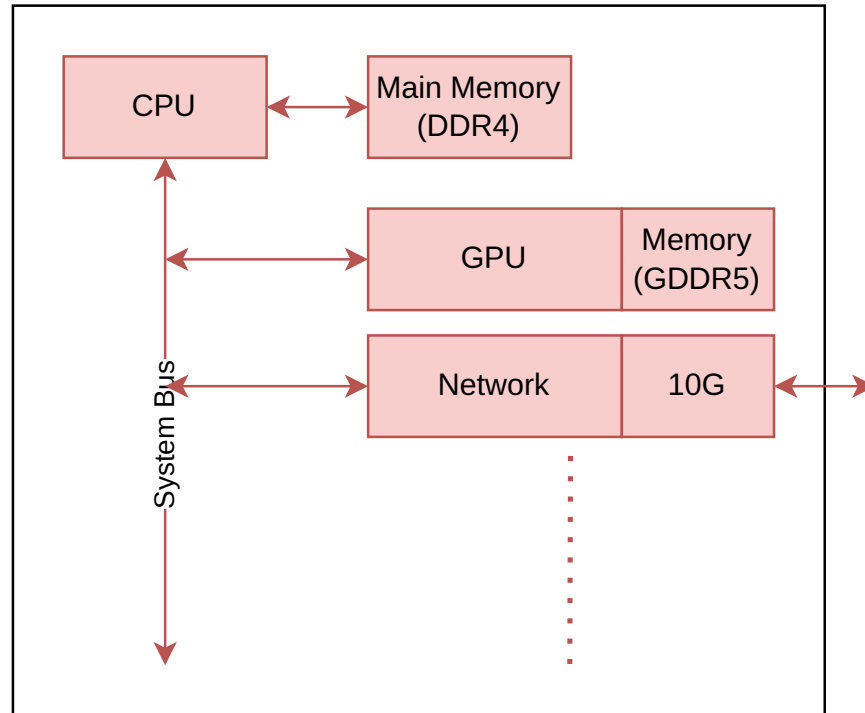 CPU
Main Memory
(DDR4)
GPU
Memory
(GDDR5)
Network
10G
System Bus